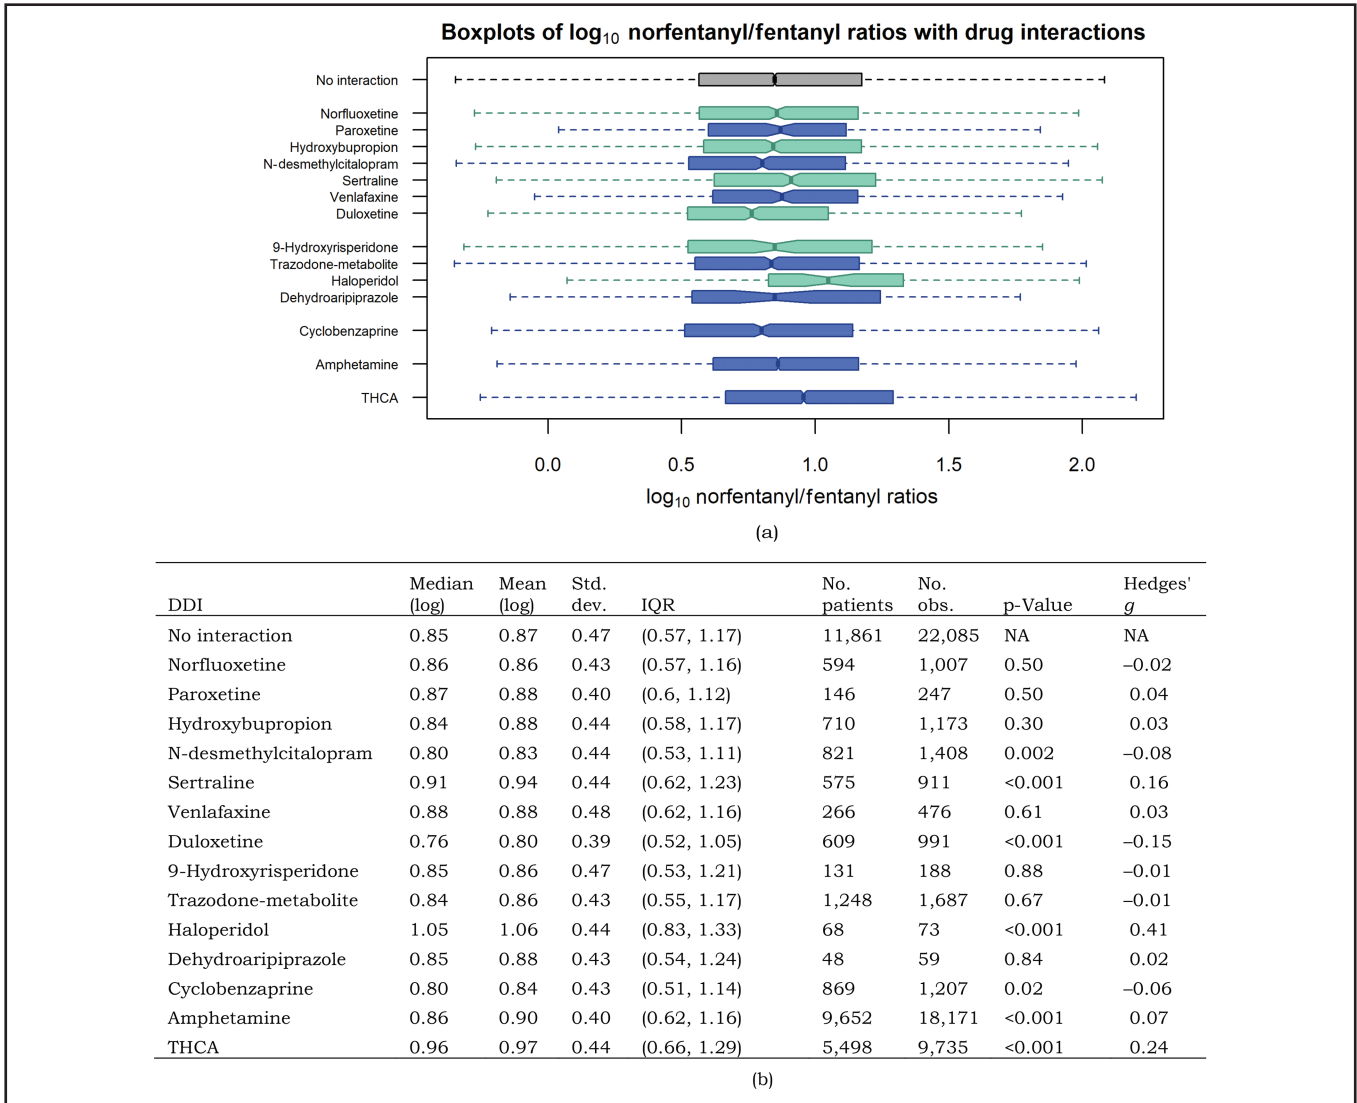 Boxplots of log10 norfentanyl/fentanyl ratios with drug interactions
No interaction
Norfluoxetine
Paroxetine
Hydroxybupropion
N-desmethylcitalopram
Sertraline
Venlafaxine
Duloxetine
9-Hydroxyrisperidone
Trazodone-metabolite
Haloperidol
Dehydroaripiprazole
Cyclobenzaprine
Amphetamine
THCA
0.0 0.5 1.0 1.5 2.0
log10 norfentanyl/fentanyl ratios
(a)
DDI Median (log) Mean (log) Std. dev. IQR No. patients No. obs. p-Value Hedges' g
No interaction 0.85 0.87 0.47 (0.57, 1.17) 11,861 22,085 NA NA
Norfluoxetine 0.86 0.86 0.43 (0.57, 1.16) 594 1,007 0.50 –0.02
Paroxetine 0.87 0.88 0.40 (0.6, 1.12) 146 247 0.50 0.04
Hydroxybupropion 0.84 0.88 0.44 (0.58, 1.17) 710 1,173 0.30 0.03
N-desmethylcitalopram 0.80 0.83 0.44 (0.53, 1.11) 821 1,408 0.002 –0.08
Sertraline 0.91 0.94 0.44 (0.62, 1.23) 575 911 <0.001 0.16
Venlafaxine 0.88 0.88 0.48 (0.62, 1.16) 266 476 0.61 0.03
Duloxetine 0.76 0.80 0.39 (0.52, 1.05) 609 991 <0.001 –0.15
9-Hydroxyrisperidone 0.85 0.86 0.47 (0.53, 1.21) 131 188 0.88 –0.01
Trazodone-metabolite 0.84 0.86 0.43 (0.55, 1.17) 1,248 1,687 0.67 –0.01
Haloperidol 1.05 1.06 0.44 (0.83, 1.33) 68 73 <0.001 0.41
Dehydroaripiprazole 0.85 0.88 0.43 (0.54, 1.24) 48 59 0.84 0.02
Cyclobenzaprine 0.80 0.84 0.43 (0.51, 1.14) 869 1,207 0.02 –0.06
Amphetamine 0.86 0.90 0.40 (0.62, 1.16) 9,652 18,171 <0.001 0.07
THCA 0.96 0.97 0.44 (0.66, 1.29) 5,498 9,735 <0.001 0.24
(b)